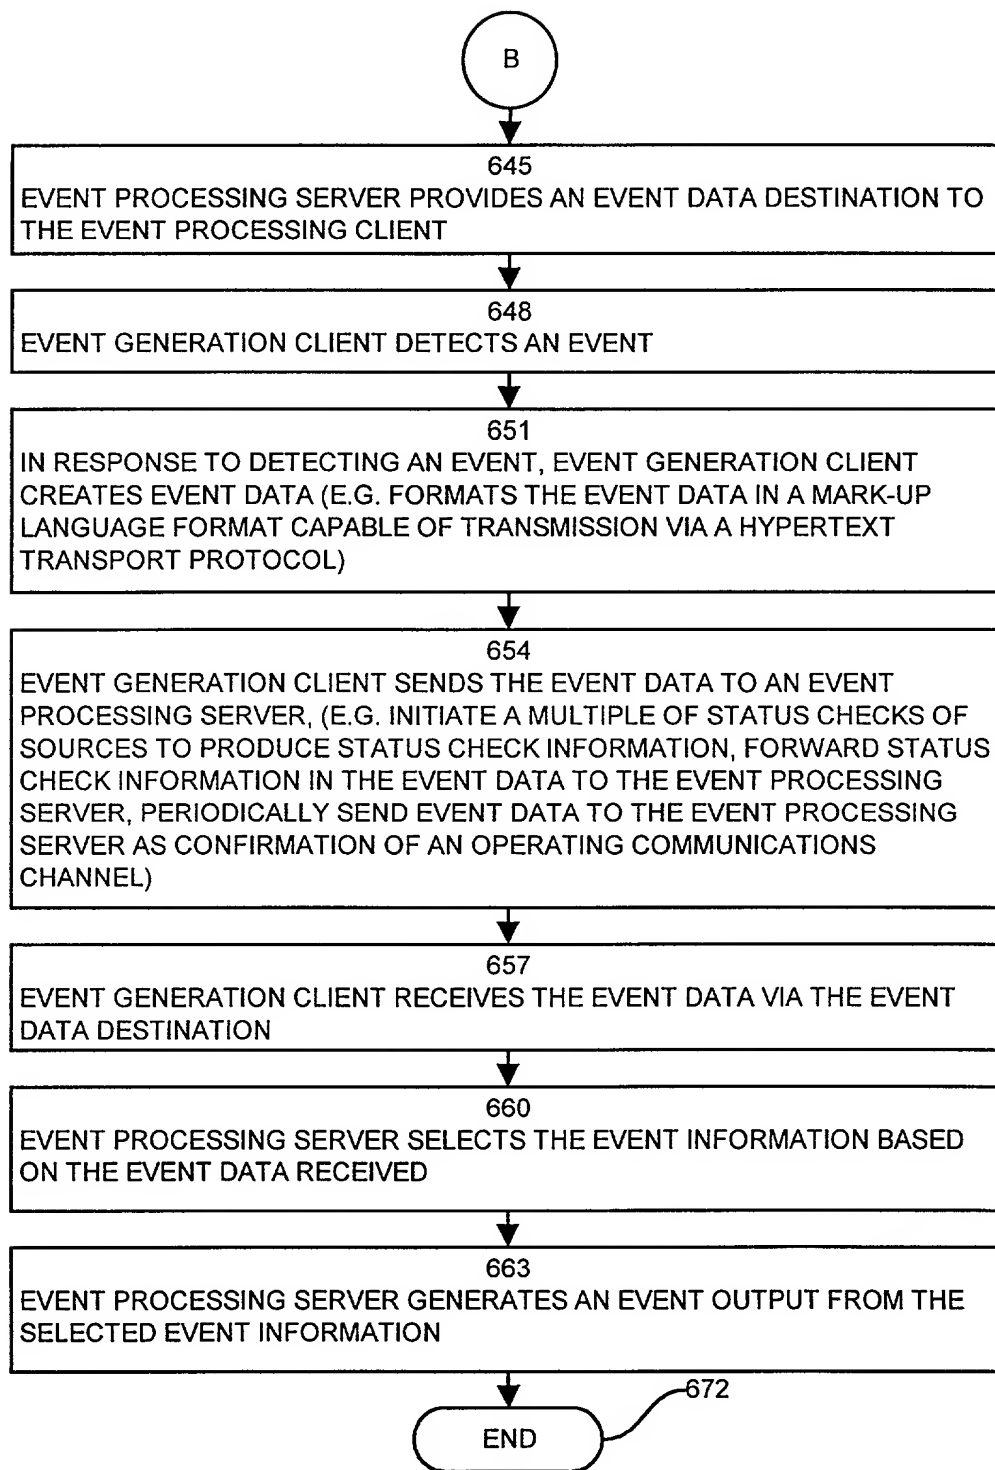 B
645
EVENT PROCESSING SERVER PROVIDES AN EVENT DATA DESTINATION TO
THE EVENT PROCESSING CLIENT
648
EVENT GENERATION CLIENT DETECTS AN EVENT
651
IN RESPONSE TO DETECTING AN EVENT, EVENT GENERATION CLIENT
CREATES EVENT DATA (E.G. FORMATS THE EVENT DATA IN A MARK-UP
LANGUAGE FORMAT CAPABLE OF TRANSMISSION VIA A HYPERTEXT
TRANSPORT PROTOCOL)
654
EVENT GENERATION CLIENT SENDS THE EVENT DATA TO AN EVENT
PROCESSING SERVER, (E.G. INITIATE A MULTIPLE OF STATUS CHECKS OF
SOURCES TO PRODUCE STATUS CHECK INFORMATION, FORWARD STATUS
CHECK INFORMATION IN THE EVENT DATA TO THE EVENT PROCESSING
SERVER, PERIODICALLY SEND EVENT DATA TO THE EVENT PROCESSING
SERVER AS CONFIRMATION OF AN OPERATING COMMUNICATIONS
CHANNEL)
657
EVENT GENERATION CLIENT RECEIVES THE EVENT DATA VIA THE EVENT
DATA DESTINATION
660
EVENT PROCESSING SERVER SELECTS THE EVENT INFORMATION BASED
ON THE EVENT DATA RECEIVED
663
EVENT PROCESSING SERVER GENERATES AN EVENT OUTPUT FROM THE
SELECTED EVENT INFORMATION
672
END